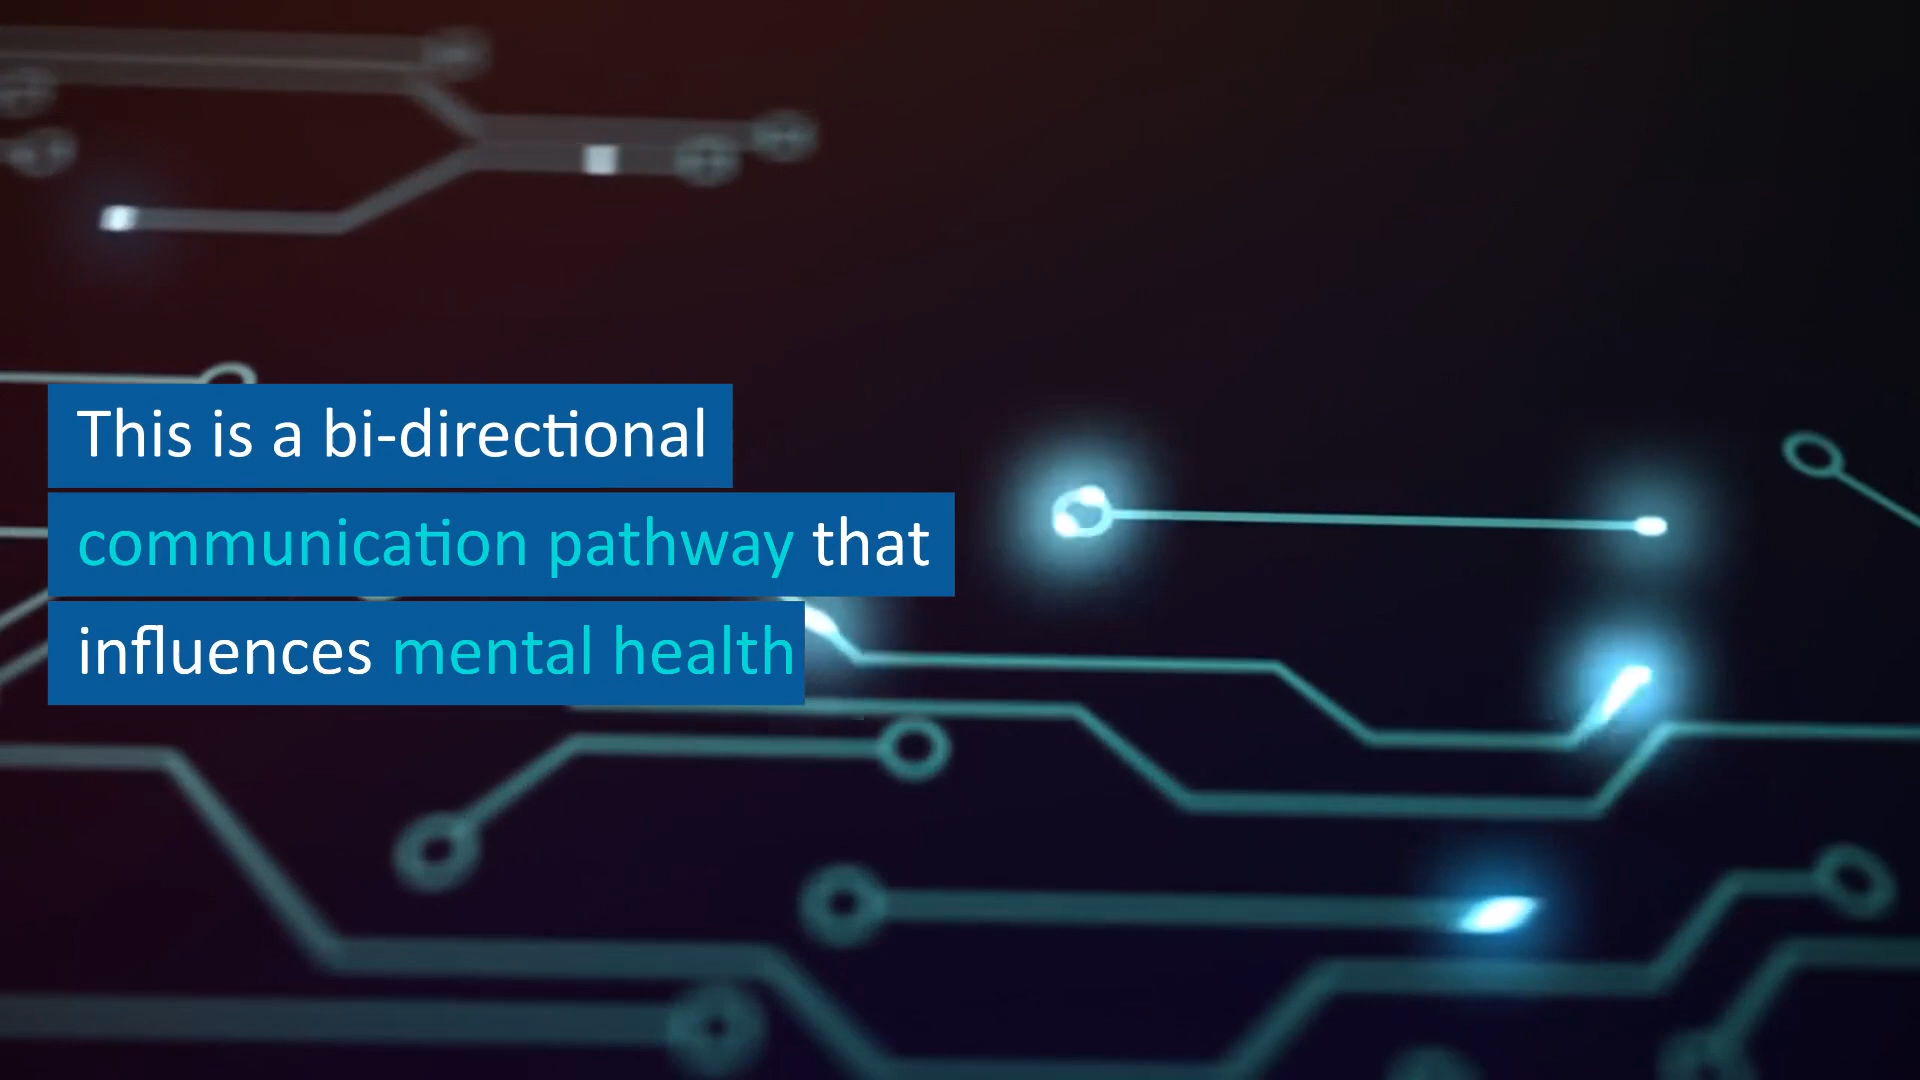 This is a bi-directional
communication pathway that
influences mental health